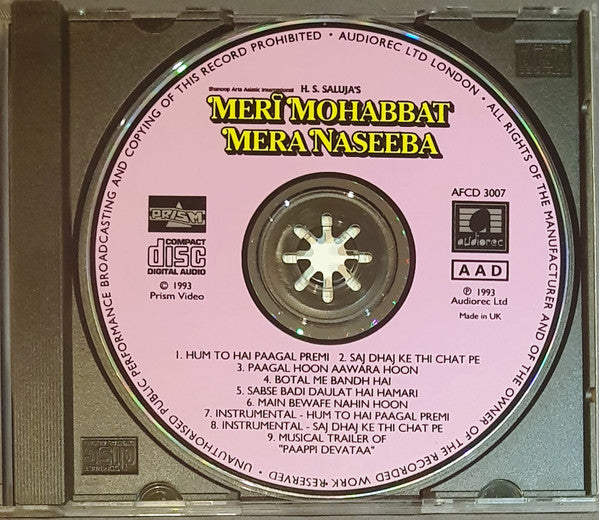 • AUDIOREC LTD LONDON • ALL RIGHTS OF THE MANUFACTURER AND OF THE OWNER OF THE RECORDED WORK RESERVED • UNAUTHORISED PUBLIC PERFORMANCE BROADCASTING AND COPYING OF THIS RECORD PROHIBITED
Shanoop Arts Asiatic International H. S. SALUJA'S
MERI MOHABBAT
MERA NASEEBA
PRISM
COMPACT
disc
DIGITAL AUDIO
© 1993
Prism Video
AFCD 3007
audiorec
AAD
℗ 1993
Audiorec Ltd
Made in UK
1. HUM TO HAI PAAGAL PREMI 2. SAJ DHAJ KE THI CHAT PE
3. PAAGAL HOON AAWARA HOON
4. BOTAL ME BANDH HAI
5. SABSE BADI DAULAT HAI HAMARI
6. MAIN BEWAFE NAHIN HOON
7. INSTRUMENTAL - HUM TO HAI PAAGAL PREMI
8. INSTRUMENTAL - SAJ DHAJ KE THI CHAT PE
9. MUSICAL TRAILER OF
"PAAPPI DEVATAA"